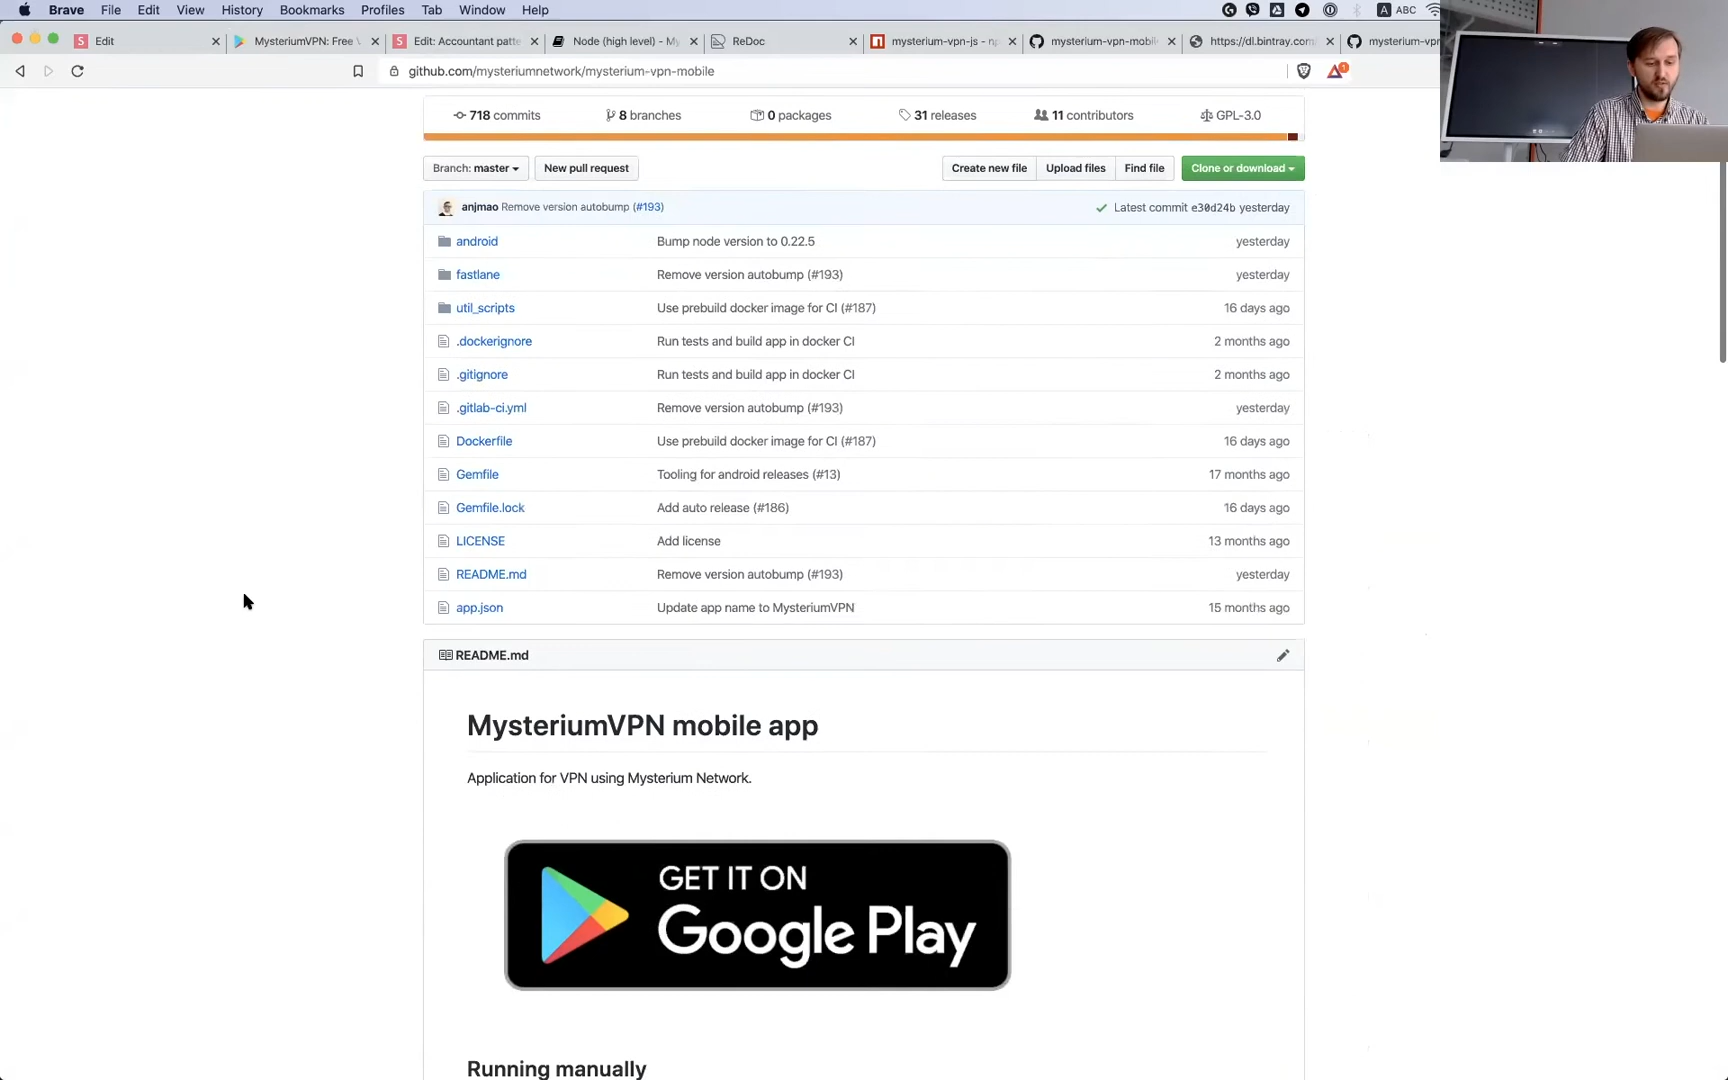 Brave File Edit View History Bookmarks Profiles Tab Window Help ABC
Edit MysteriumVPN: Free Edit: Accountant patte Node (high level) - My ReDoc mysterium-vpn-js - np mysterium-vpn-mobil https://dl.bintray.com mysterium-vpn
github.com/mysteriumnetwork/mysterium-vpn-mobile
718 commits 8 branches 0 packages 31 releases 11 contributors GPL-3.0
Branch: master New pull request Create new file Upload files Find file Clone or download
anjmao Remove version autobump (#193) Latest commit e30d24b yesterday
android Bump node version to 0.22.5 yesterday
fastlane Remove version autobump (#193) yesterday
util_scripts Use prebuild docker image for CI (#187) 16 days ago
.dockerignore Run tests and build app in docker CI 2 months ago
.gitignore Run tests and build app in docker CI 2 months ago
.gitlab-ci.yml Remove version autobump (#193) yesterday
Dockerfile Use prebuild docker image for CI (#187) 16 days ago
Gemfile Tooling for android releases (#13) 17 months ago
Gemfile.lock Add auto release (#186) 16 days ago
LICENSE Add license 13 months ago
README.md Remove version autobump (#193) yesterday
app.json Update app name to MysteriumVPN 15 months ago
README.md
MysteriumVPN mobile app
Application for VPN using Mysterium Network.
GET IT ON
Google Play
Running manually